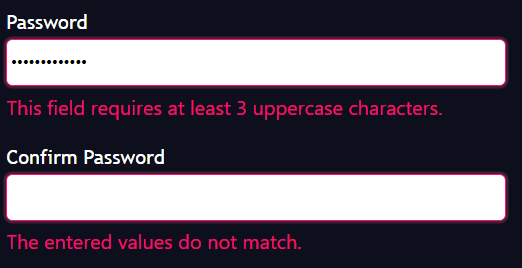 Password
•••••••••••••
This field requires at least 3 uppercase characters.
Confirm Password
The entered values do not match.